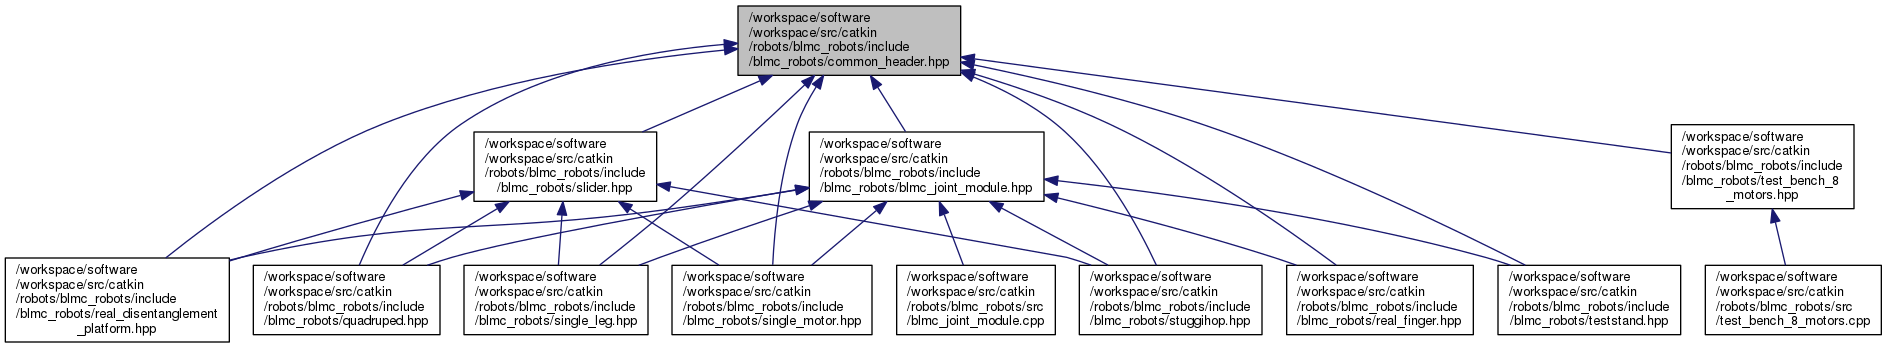 /workspace/software
/workspace/src/catkin
/robots/blmc_robots/include
/blmc_robots/common_header.hpp
/workspace/software
/workspace/src/catkin
/robots/blmc_robots/include
/blmc_robots/slider.hpp
/workspace/software
/workspace/src/catkin
/robots/blmc_robots/include
/blmc_robots/blmc_joint_module.hpp
/workspace/software
/workspace/src/catkin
/robots/blmc_robots/include
/blmc_robots/test_bench_8
_motors.hpp
/workspace/software
/workspace/src/catkin
/robots/blmc_robots/include
/blmc_robots/real_disentanglement
_platform.hpp
/workspace/software
/workspace/src/catkin
/robots/blmc_robots/include
/blmc_robots/quadruped.hpp
/workspace/software
/workspace/src/catkin
/robots/blmc_robots/include
/blmc_robots/single_leg.hpp
/workspace/software
/workspace/src/catkin
/robots/blmc_robots/include
/blmc_robots/single_motor.hpp
/workspace/software
/workspace/src/catkin
/robots/blmc_robots/src
/blmc_joint_module.cpp
/workspace/software
/workspace/src/catkin
/robots/blmc_robots/include
/blmc_robots/stuggihop.hpp
/workspace/software
/workspace/src/catkin
/robots/blmc_robots/include
/blmc_robots/real_finger.hpp
/workspace/software
/workspace/src/catkin
/robots/blmc_robots/include
/blmc_robots/teststand.hpp
/workspace/software
/workspace/src/catkin
/robots/blmc_robots/src
/test_bench_8_motors.cpp